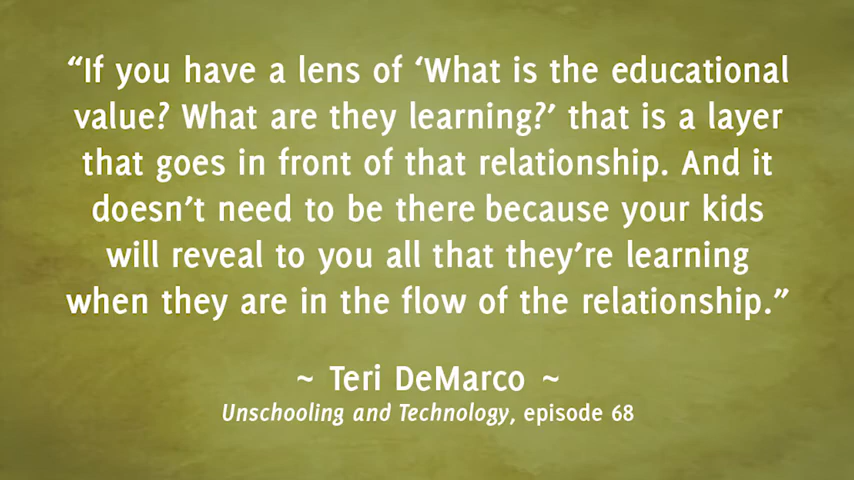 “If you have a lens of ‘What is the educational
value? What are they learning?’ that is a layer
that goes in front of that relationship. And it
doesn’t need to be there because your kids
will reveal to you all that they’re learning
when they are in the flow of the relationship.”
~ Teri DeMarco ~
Unschooling and Technology, episode 68